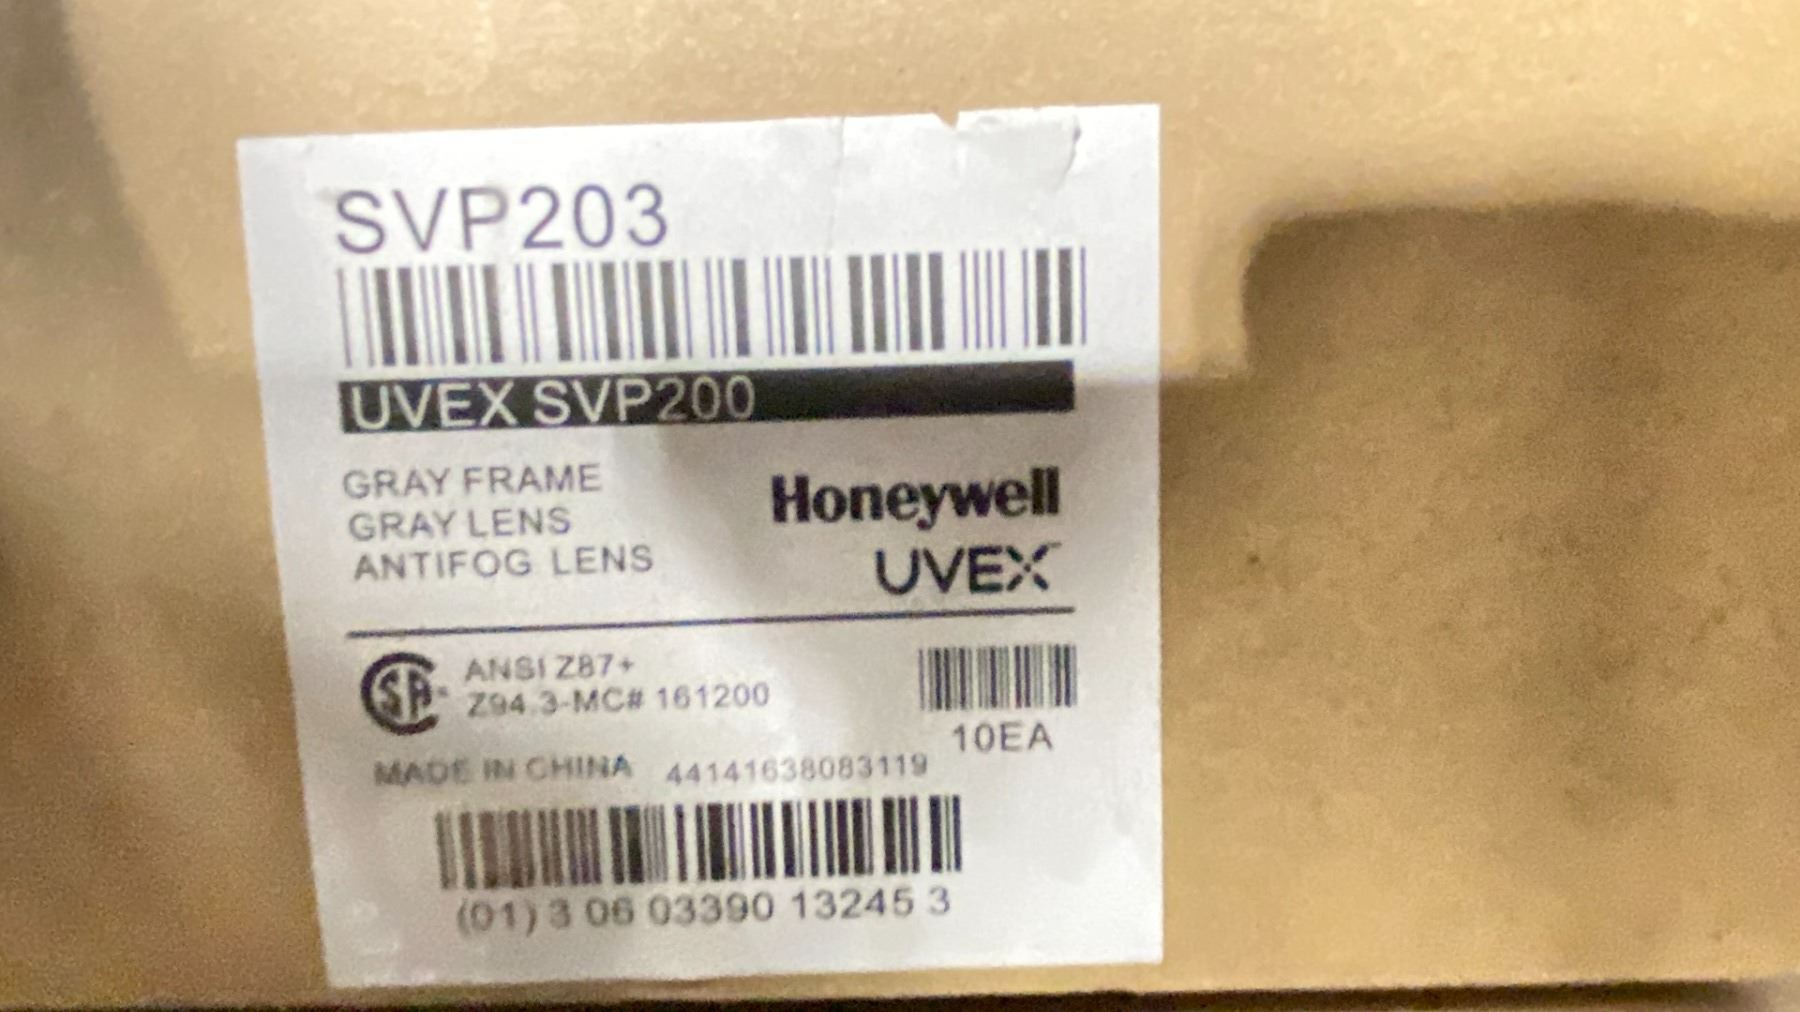 SVP203
UVEX SVP200
GRAY FRAME
GRAY LENS
ANTIFOG LENS
Honeywell
UVEX
SA
ANSI Z87+
Z94.3-MC# 161200
10EA
MADE IN CHINA 44141638083119
(01) 3 06 03390 13245 3